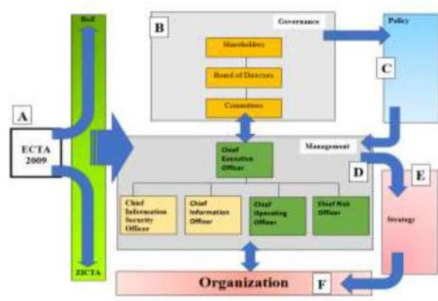 BoZ
B
Governance
Policy
Shareholders
Board of Directors
Committees
C
A
ECTA
2009
Management
Chief
Executive
Officer
D
E
Chief
Information
Security
Officer
Chief Information
Officer
Chief
Operating
Officer
Chief Risk
Officer
Strategy
ZICTA
Organization
F